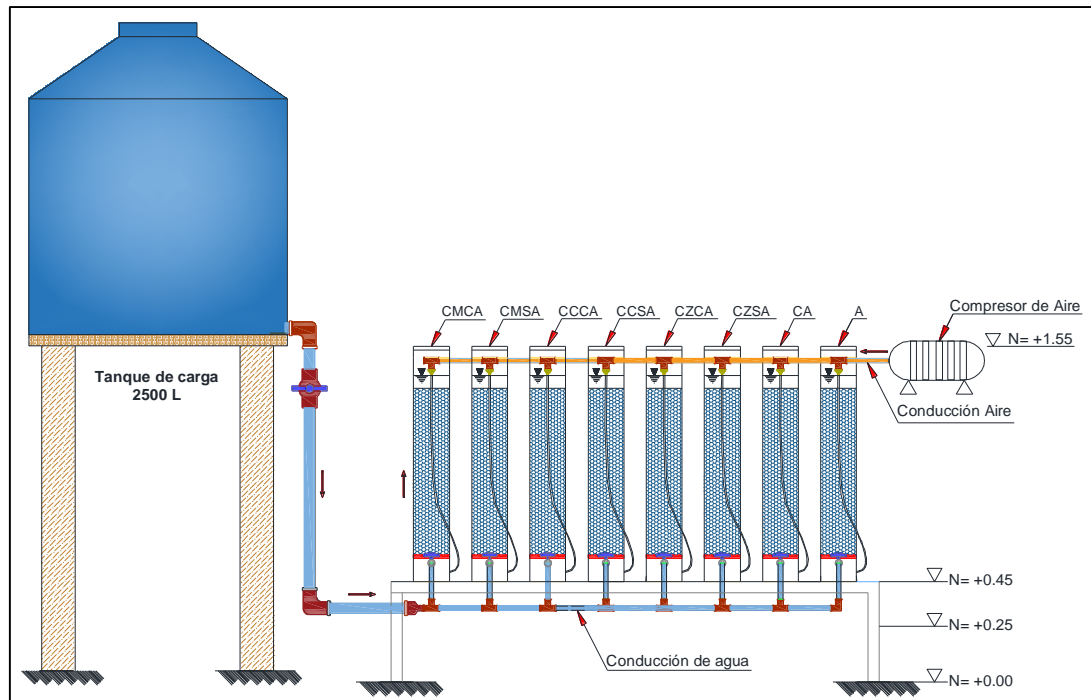 CMCA
CMSA
CCCA
CCSA
CZCA
CZSA
CA
A
Compresor de Aire
N= +1.55
Tanque de carga
2500 L
Conducción Aire
N= +0.45
N= +0.25
Conducción de agua
N= +0.00